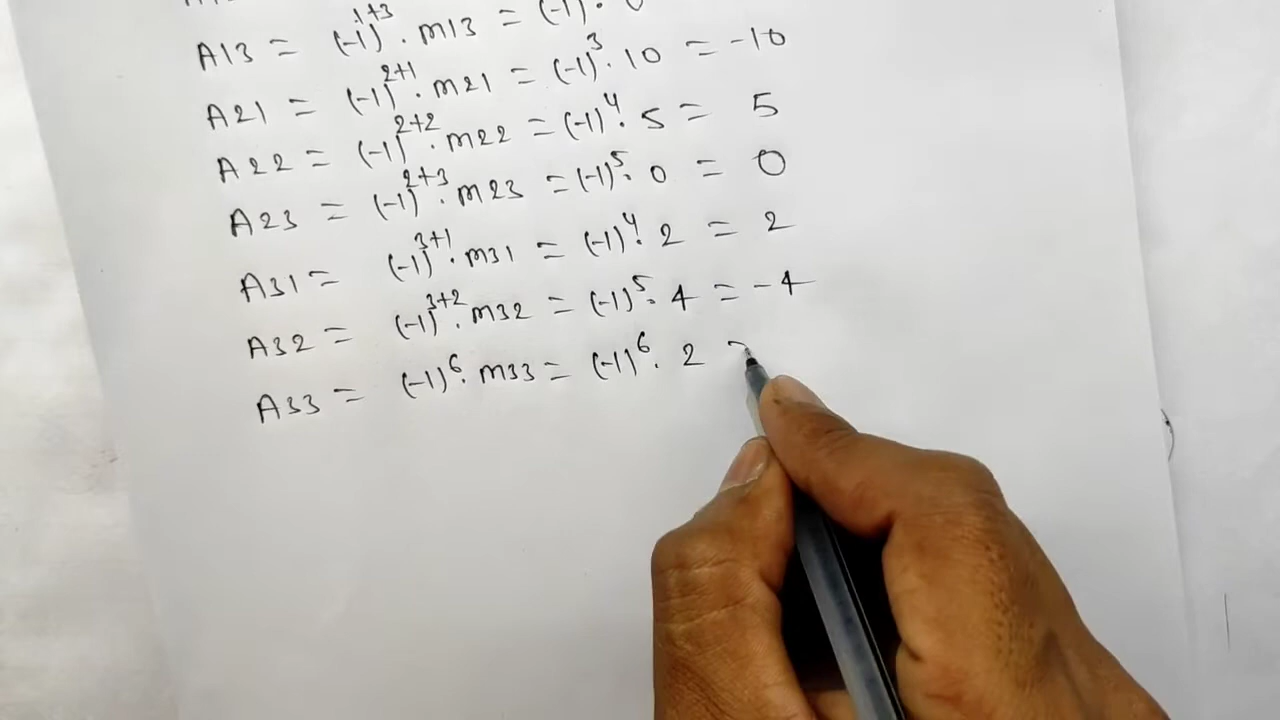 A13 = (-1)^1+3 . m13 = (-1) . 0
A21 = (-1)^2+1 . m21 = (-1)^3 . 10 = -10
A22 = (-1)^2+2 . m22 = (-1)^4 . 5 = 5
A23 = (-1)^2+3 . m23 = (-1)^5 . 0 = 0
A31 = (-1)^3+1 . m31 = (-1)^4 . 2 = 2
A32 = (-1)^3+2 . m32 = (-1)^5 . 4 = -4
A33 = (-1)^6 . m33 = (-1)^6 . 2